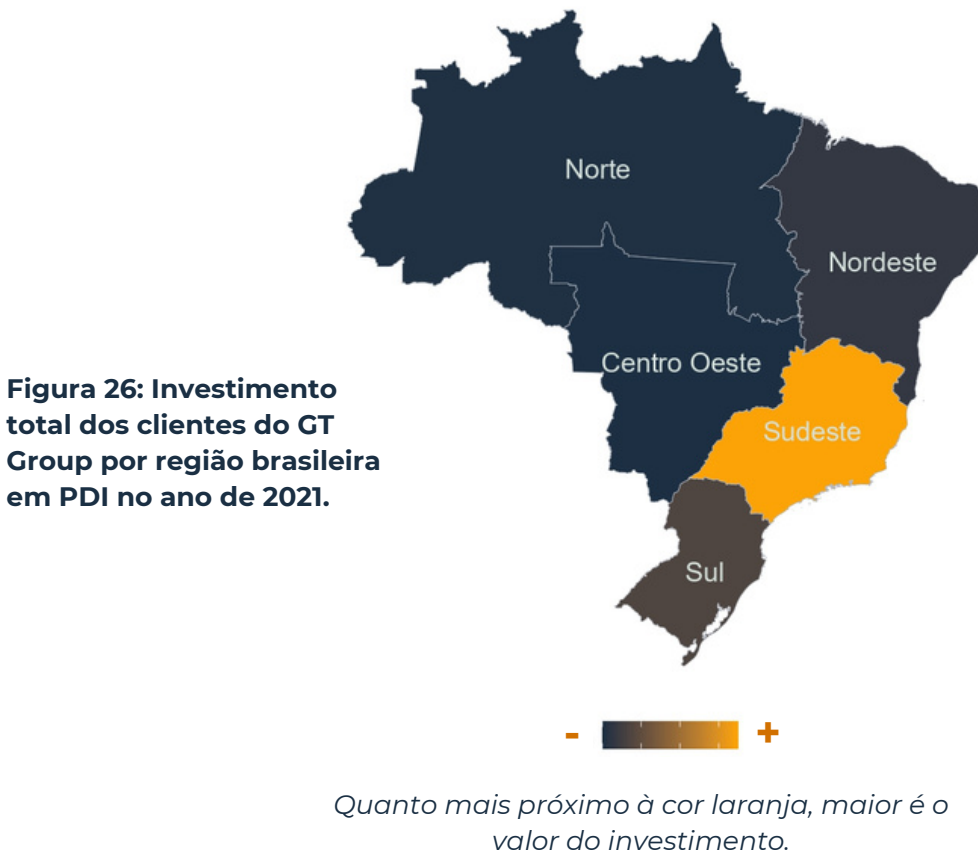 Norte
Nordeste
Centro Oeste
Figura 26: Investimento
total dos clientes do GT
Group por região brasileira
em PDI no ano de 2021.
Sudeste
Sul
- +
Quanto mais próximo à cor laranja, maior é o
valor do investimento.